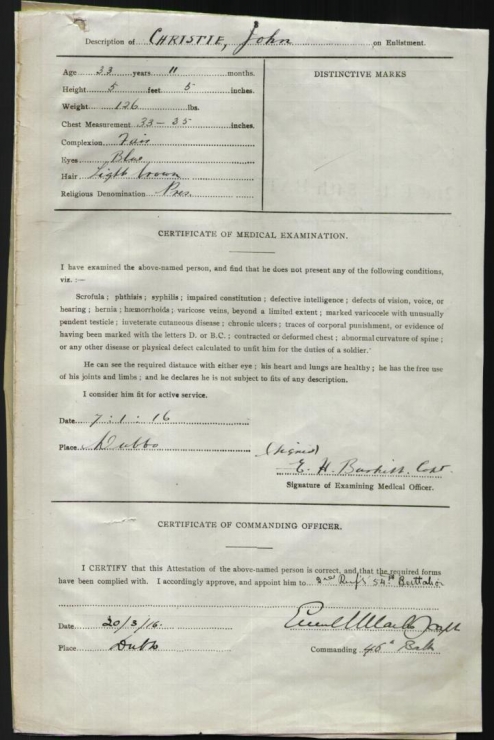 Description of CHRISTIE, John on Enlistment.
Age 33 years 11 months.
Height 5 feet 5 inches.
Weight 126 lbs.
Chest Measurement 33 - 35 inches.
Complexion Fair
Eyes Blue
Hair Light brown
Religious Denomination Pres.
DISTINCTIVE MARKS
CERTIFICATE OF MEDICAL EXAMINATION.
I have examined the above-named person, and find that he does not present any of the following conditions,
viz. :—
Scrofula ; phthisis ; syphilis ; impaired constitution ; defective intelligence ; defects of vision, voice, or
hearing ; hernia ; hæmorrhoids ; varicose veins, beyond a limited extent ; marked varicocele with unusually
pendent testicle ; inveterate cutaneous disease ; chronic ulcers ; traces of corporal punishment, or evidence of
having been marked with the letters D. or B.C. ; contracted or deformed chest ; abnormal curvature of spine ;
or any other disease or physical defect calculated to unfit him for the duties of a soldier.
He can see the required distance with either eye ; his heart and lungs are healthy ; he has the free use
of his joints and limbs ; and he declares he is not subject to fits of any description.
I consider him fit for active service.
Date 7.1.16
Place Dubbo
(Signed)
E. H. Burkitt. Capt.
Signature of Examining Medical Officer.
CERTIFICATE OF COMMANDING OFFICER.
I CERTIFY that this Attestation of the above-named person is correct, and that the required forms
have been complied with. I accordingly approve, and appoint him to 2nd Reinf's 54th Battalion
Date 20/3/16
Place Dubbo
Commanding Batt